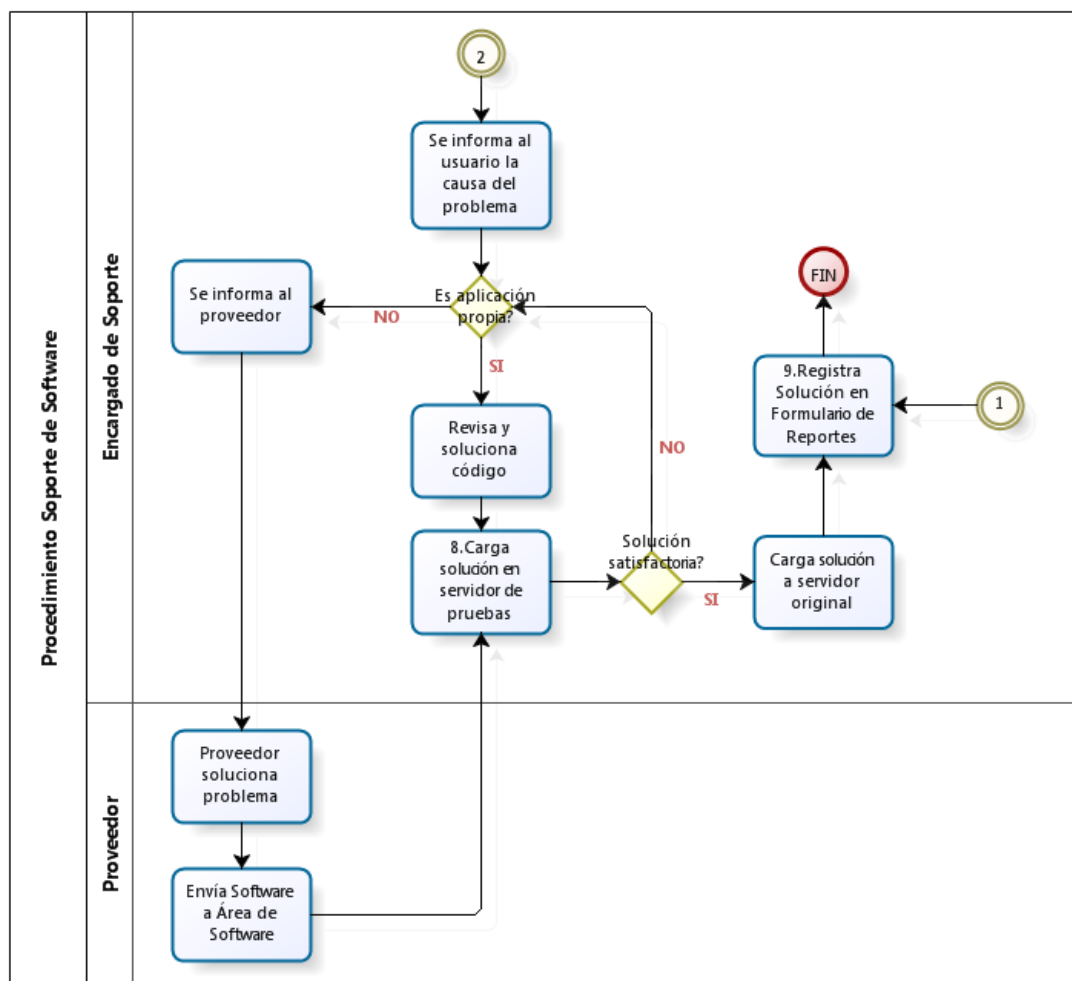 Procedimiento Soporte de Software
Encargado de Soporte
2
Se informa al
usuario la
causa del
problema
Se informa al
proveedor
NO
Es aplicación
propia?
SI
Revisa y
soluciona
código
8.Carga
solución en
servidor de
pruebas
Solución
satisfactoria?
NO
SI
Carga solución
a servidor
original
9.Registra
Solución en
Formulario de
Reportes
1
FIN
Proveedor
Proveedor
soluciona
problema
Envía Software
a Área de
Software